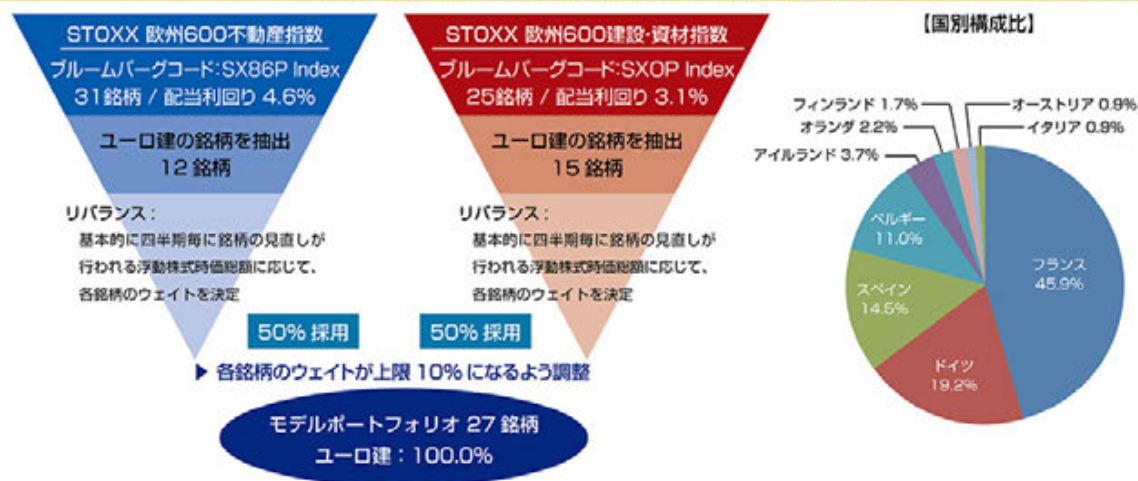 STOXX 欧州600不動産指数
ブルームバーグコード:SX86P Index
31銘柄 / 配当利回り 4.6%
ユーロ建の銘柄を抽出
12 銘柄
リバランス:
基本的に四半期毎に銘柄の見直しが
行われる浮動株式時価総額に応じて、
各銘柄のウェイトを決定
50% 採用
STOXX 欧州600建設・資材指数
ブルームバーグコード:SXOP Index
25銘柄 / 配当利回り 3.1%
ユーロ建の銘柄を抽出
15 銘柄
リバランス:
基本的に四半期毎に銘柄の見直しが
行われる浮動株式時価総額に応じて、
各銘柄のウェイトを決定
50% 採用
▶ 各銘柄のウェイトが上限 10% になるよう調整
モデルポートフォリオ 27 銘柄
ユーロ建:100.0%
【国別構成比】
フィンランド 1.7%
オランダ 2.2%
アイルランド 3.7%
オーストリア 0.9%
イタリア 0.9%
ベルギー
11.0%
スペイン
14.5%
ドイツ
19.2%
フランス
45.9%